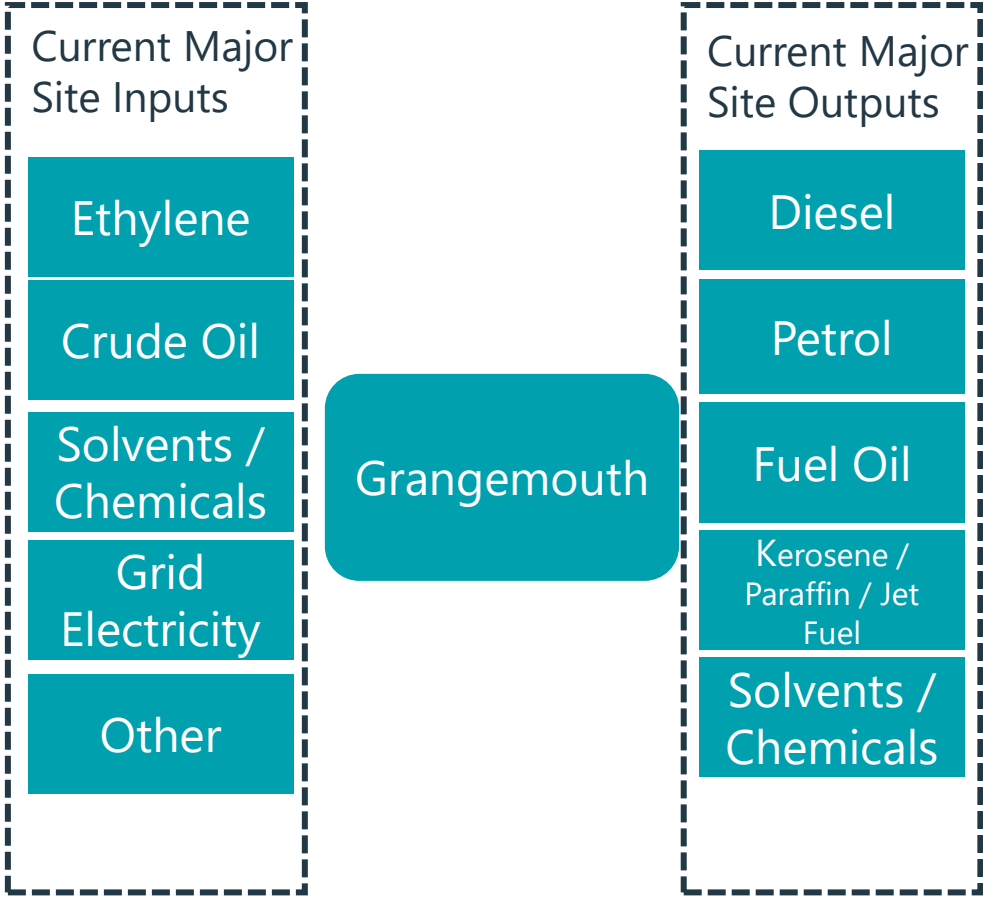 Current Major
Site Inputs
Ethylene
Crude Oil
Solvents /
Chemicals
Grid
Electricity
Other
Grangemouth
Current Major
Site Outputs
Diesel
Petrol
Fuel Oil
Kerosene /
Paraffin / Jet
Fuel
Solvents /
Chemicals